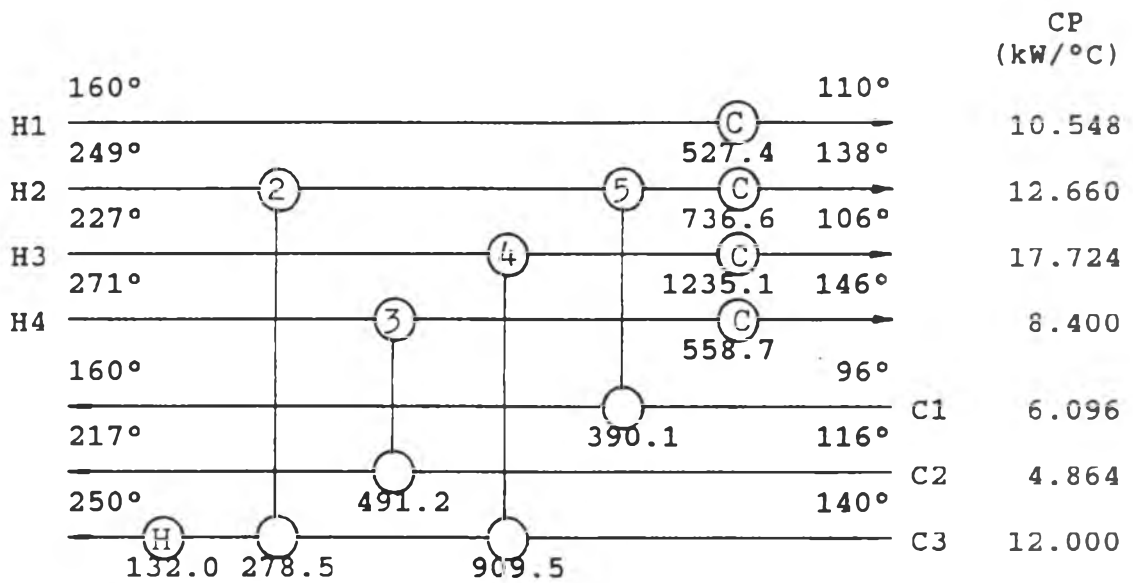 CP
(kW/°C)
160° 110°
H1 C 10.548
249° 527.4 138°
H2 2 5 C 12.660
227° 736.6 106°
H3 4 C 17.724
271° 1235.1 146°
H4 3 C 8.400
558.7
160° 96°
C1 6.096
217° 390.1 116°
C2 4.864
250° 491.2 140°
H C3 12.000
132.0 278.5 909.5